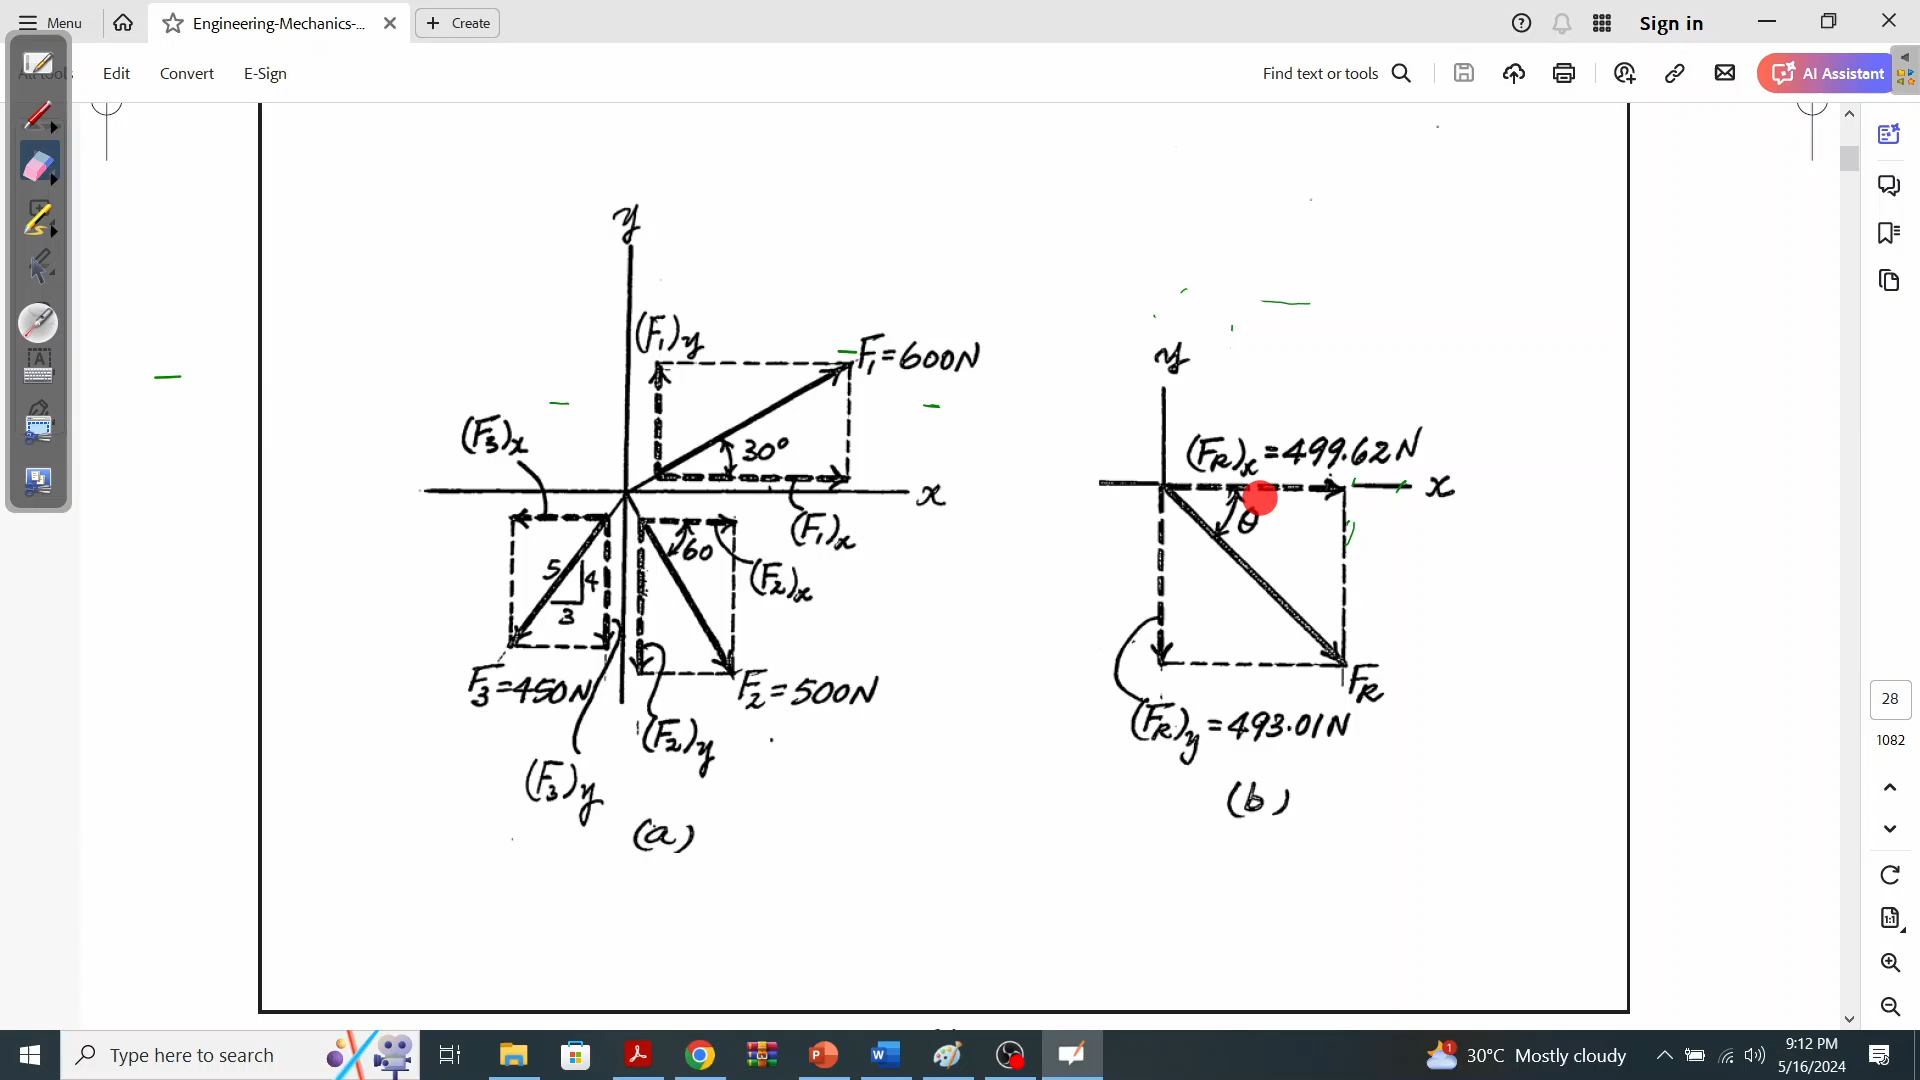 Menu
Engineering-Mechanics-...
Create
Sign in
Edit
Convert
E-Sign
Find text or tools
AI Assistant
y
(F1)y
F1=600N
(F3)x
30°
x
(F1)x
60
(F2)x
5
4
3
F3=450N
F2=500N
(F2)y
(F3)y
(a)
y
(FR)x=499.62N
x
θ
FR
(FR)y=493.01N
(b)
28
1082
Type here to search
30°C Mostly cloudy
9:12 PM
5/16/2024